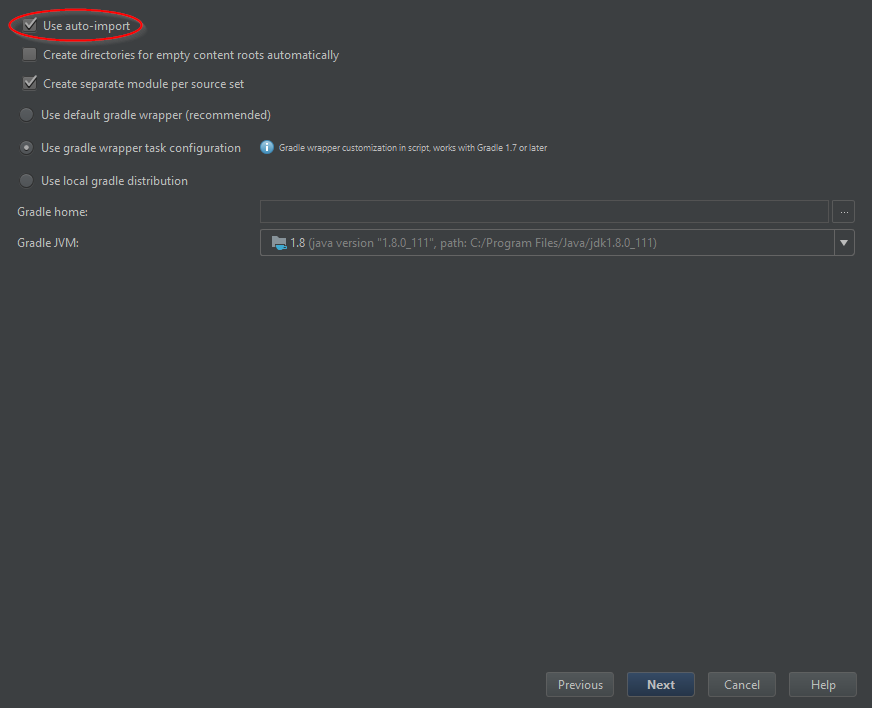 Use auto-import
Create directories for empty content roots automatically
Create separate module per source set
Use default gradle wrapper (recommended)
Use gradle wrapper task configuration Gradle wrapper customization in script, works with Gradle 1.7 or later
Use local gradle distribution
Gradle home: ...
Gradle JVM: 1.8 (java version "1.8.0_111", path: C:/Program Files/Java/jdk1.8.0_111)
Previous Next Cancel Help